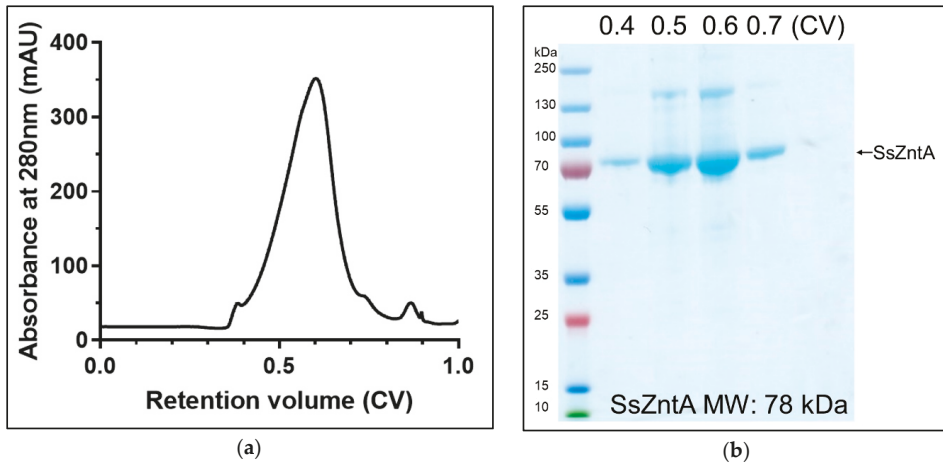 400
300
200
100
0
Absorbance at 280nm (mAU)
0.0 0.5 1.0
Retention volume (CV)
(a)
0.4 0.5 0.6 0.7 (CV)
kDa
250
130
100
70
55
35
25
15
10
←SsZntA
SsZntA MW: 78 kDa
(b)